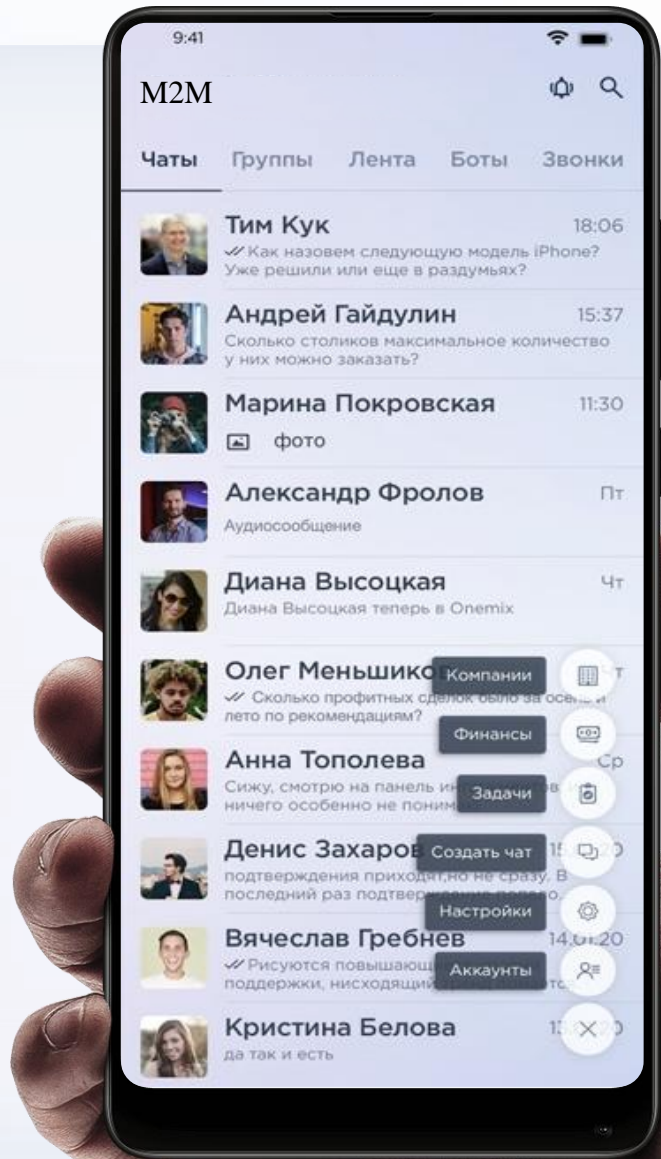 9:41
M2M
Чаты Группы Лента Боты Звонки
Тим Кук 18:06
Как назовем следующую модель iPhone?
Уже решили или еще в раздумьях?
Андрей Гайдулин 15:37
Сколько столиков максимальное количество
у них можно заказать?
Марина Покровская 11:30
фото
Александр Фролов Пт
Аудиосообщение
Диана Высоцкая Чт
Диана Высоцкая теперь в Onemix
Олег Меньшиков
Компании
Сколько профитных сделок было за осень и
лето по рекомендациям?
Финансы
Анна Тополева Ср
Сижу, смотрю на панель
ничего особенно не
Задачи
Денис Захаров
Создать чат
подтверждения приходят,но не сразу. В
последний раз
Настройки
Вячеслав Гребнев 14.01.20
Рисуются
поддержки, нисходящий
Аккаунты
Кристина Белова
да так и есть